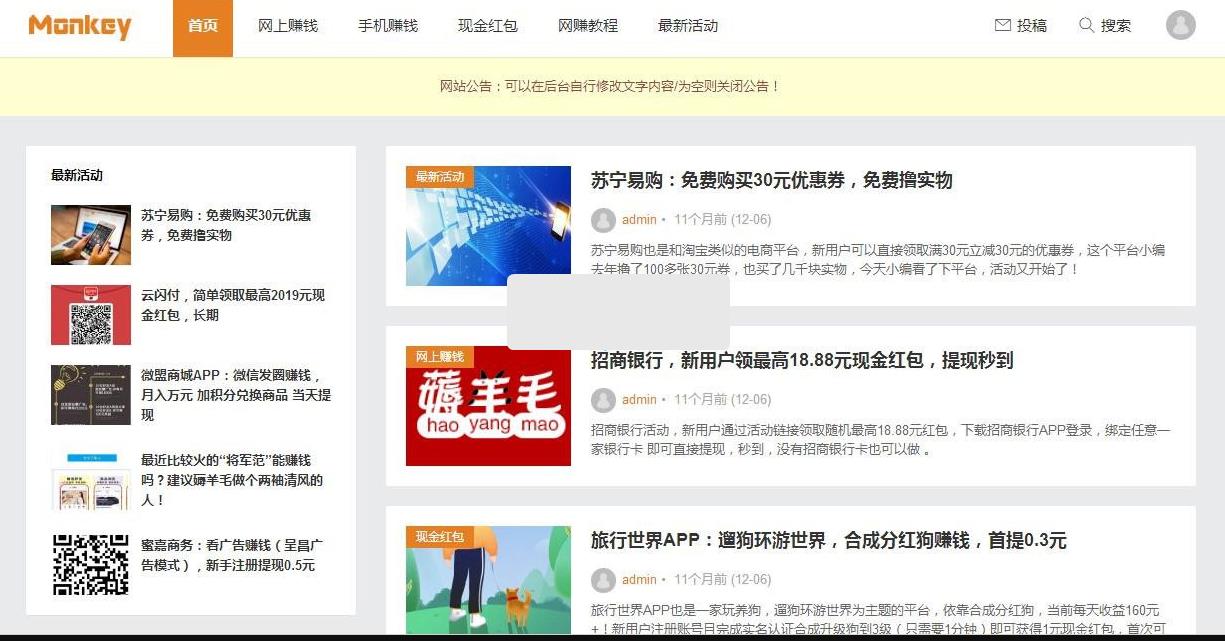 Monkey
首页
网上赚钱
手机赚钱
现金红包
网赚教程
最新活动
投稿
搜索
网站公告：可以在后台自行修改文字内容/为空则关闭公告！
最新活动
苏宁易购：免费购买30元优惠
券，免费撸实物
云闪付，简单领取最高2019元现
金红包，长期
微盟商城APP：微信发圈赚钱，
月入万元 加积分兑换商品 当天提
现
最近比较火的“将军范”能赚钱
吗？建议薅羊毛做个两袖清风的
人！
蜜嘉商务：看广告赚钱（呈昌广
告模式），新手注册提现0.5元
最新活动
苏宁易购：免费购买30元优惠券，免费撸实物
admin • 11个月前 (12-06)
苏宁易购也是和淘宝类似的电商平台，新用户可以直接领取满30元立减30元的优惠券，这个平台小编
去年撸了100多张30元券，也买了几千块实物，今天小编看了下平台，活动又开始了！
网上赚钱
薅羊毛
hao yang mao
招商银行，新用户领最高18.88元现金红包，提现秒到
admin • 11个月前 (12-06)
招商银行活动，新用户通过活动链接领取随机最高18.88元红包，下载招商银行APP登录，绑定任意一
家银行卡 即可直接提现，秒到，没有招商银行卡也可以做 。
现金红包
旅行世界APP：遛狗环游世界，合成分红狗赚钱，首提0.3元
admin • 11个月前 (12-06)
旅行世界APP也是一家玩养狗，遛狗环游世界为主题的平台，依靠合成分红狗，当前每天收益160元
+！新用户注册账号且完成实名认证合成升级狗到3级（只需要1分钟）即可获得1元现金红包，首次可